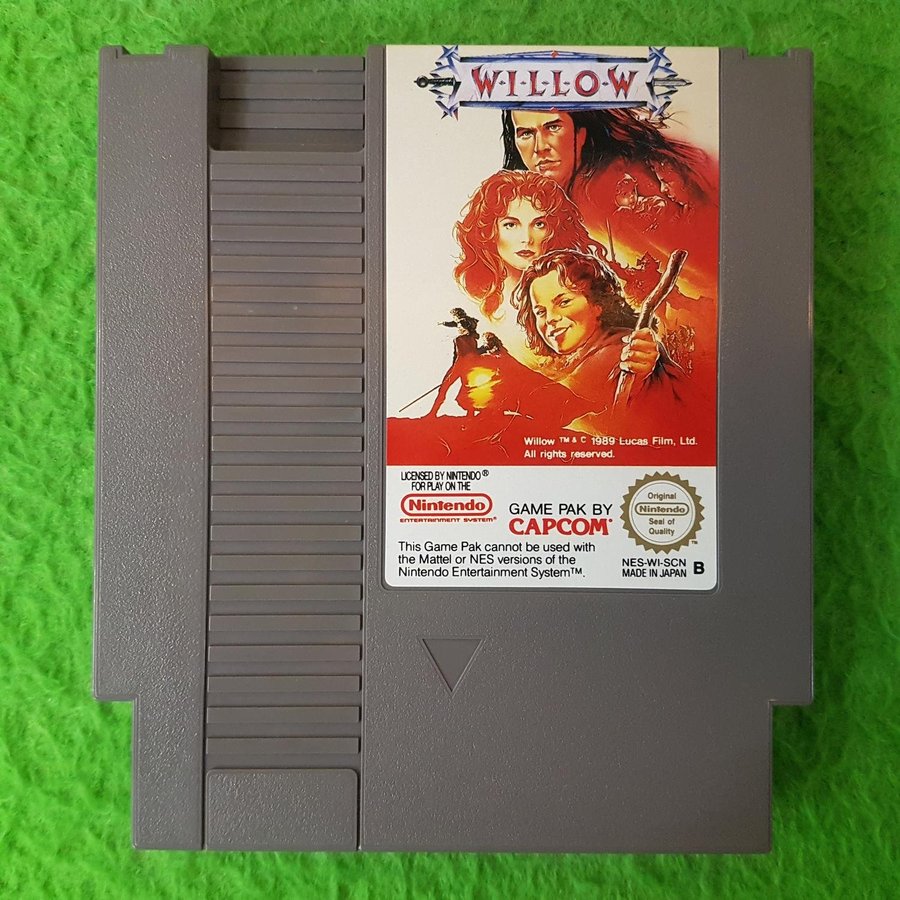 W·I·L·L·O·W
Willow ™ & © 1989 Lucas Film, Ltd.
All rights reserved.
LICENSED BY NINTENDO®
FOR PLAY ON THE
Nintendo
ENTERTAINMENT SYSTEM®
GAME PAK BY
CAPCOM®
This Game Pak cannot be used with
the Mattel or NES versions of the
Nintendo Entertainment System™.
Original
Nintendo
Seal of
Quality
™
NES-WI-SCN
MADE IN JAPAN B